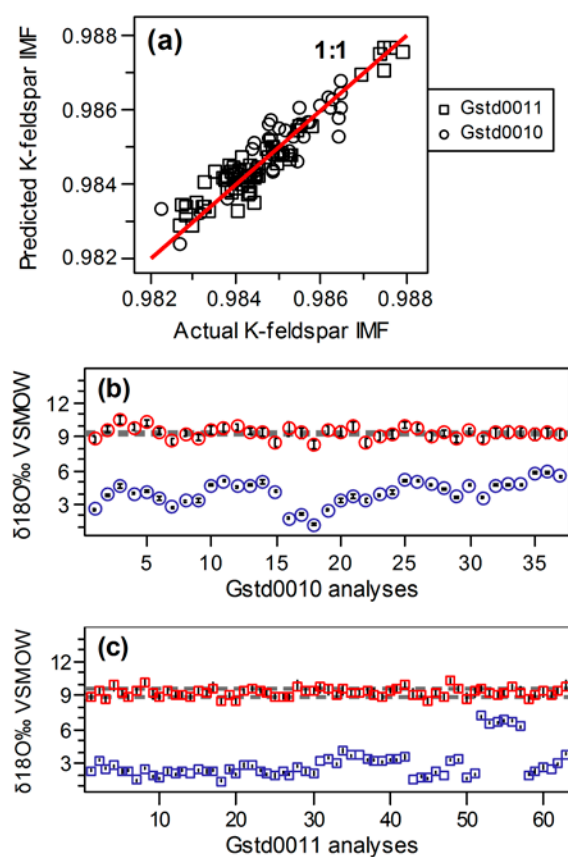 (a)
1:1
Predicted K-feldspar IMF
0.988
0.986
0.984
0.982
0.982 0.984 0.986 0.988
Actual K-feldspar IMF
Gstd0011
Gstd0010
(b)
δ18O‰ VSMOW
12
9
6
3
5 10 15 20 25 30 35
Gstd0010 analyses
(c)
δ18O‰ VSMOW
12
9
6
3
10 20 30 40 50 60
Gstd0011 analyses